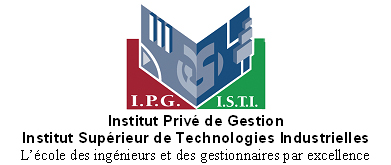 I.P.G. I.S.T.I.
Institut Privé de Gestion
Institut Supérieur de Technologies Industrielles
L'école des ingénieurs et des gestionnaires par excellence